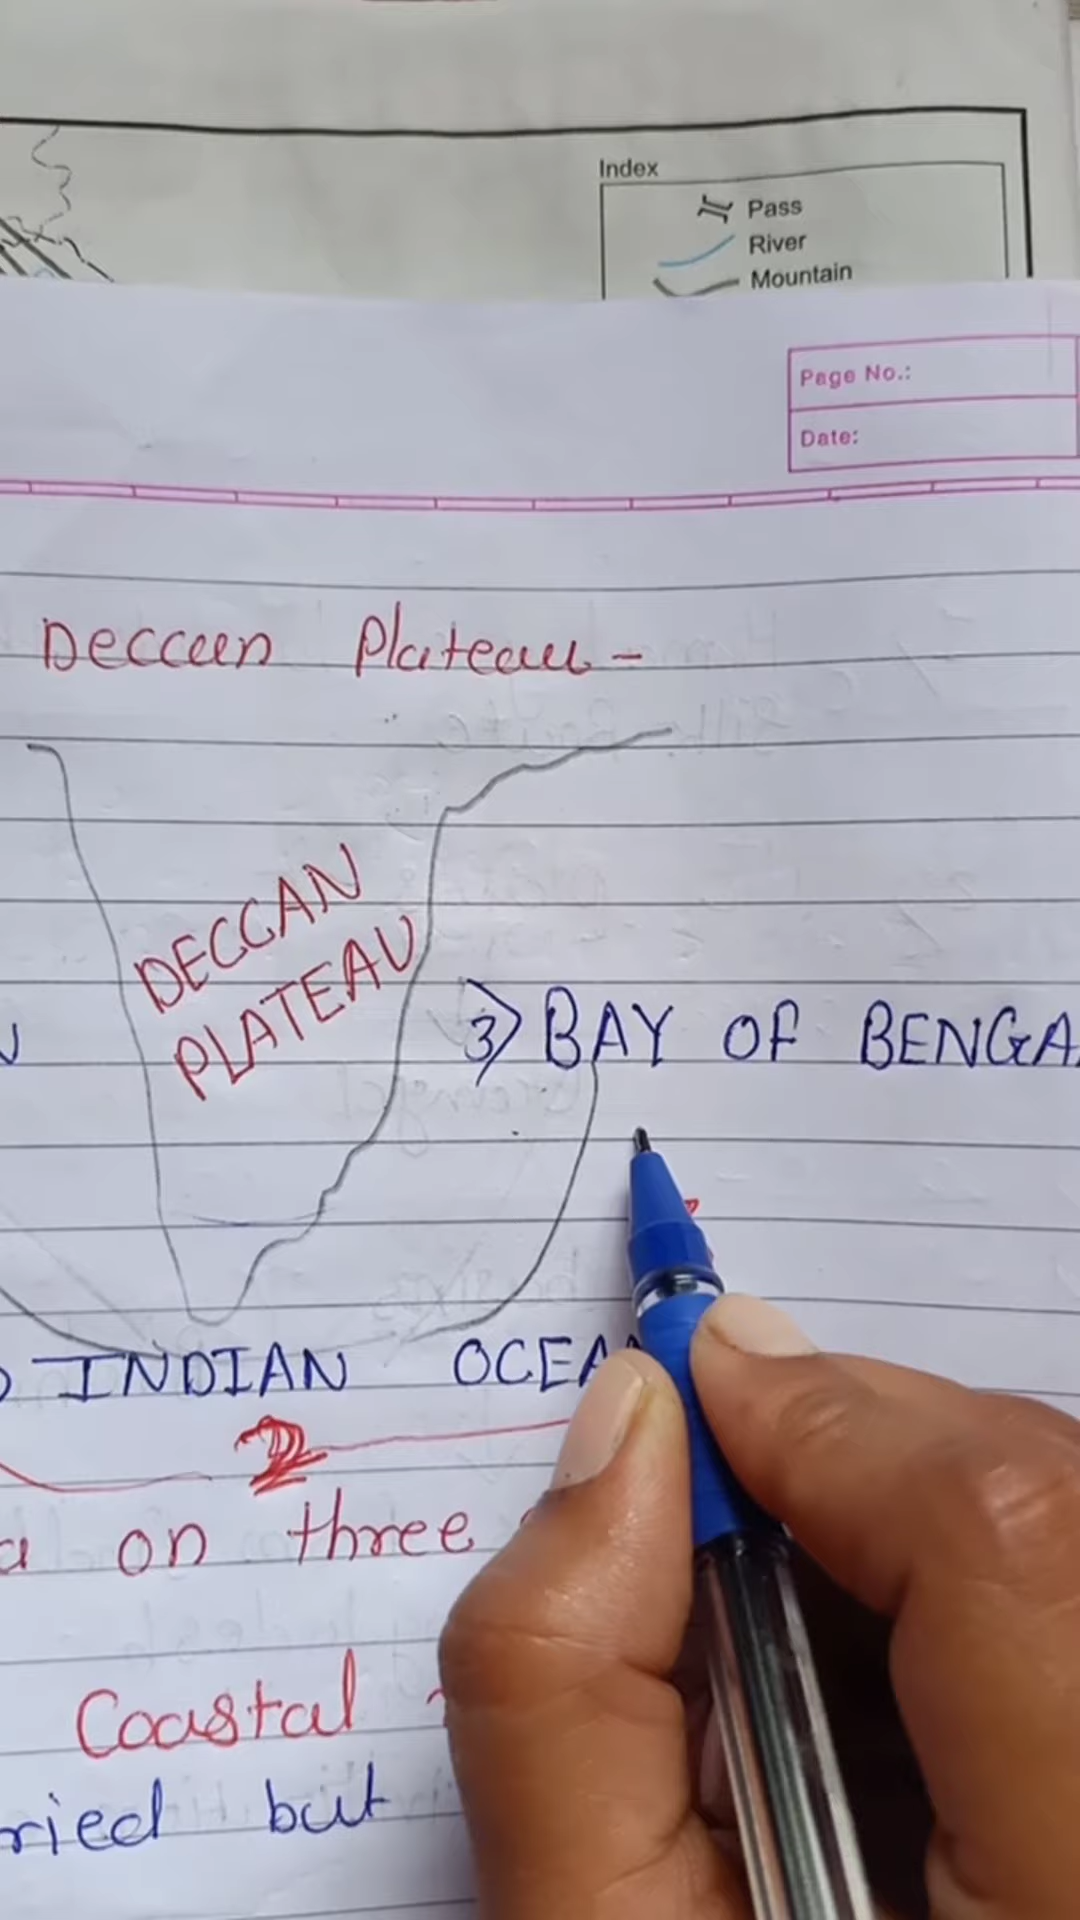 Index
Pass
River
Mountain
Page No.:
Date:
Deccan Plateau -
DECCAN
PLATEAU
3) BAY OF BENGA
INDIAN OCEA
2
on three
Coastal
ried but